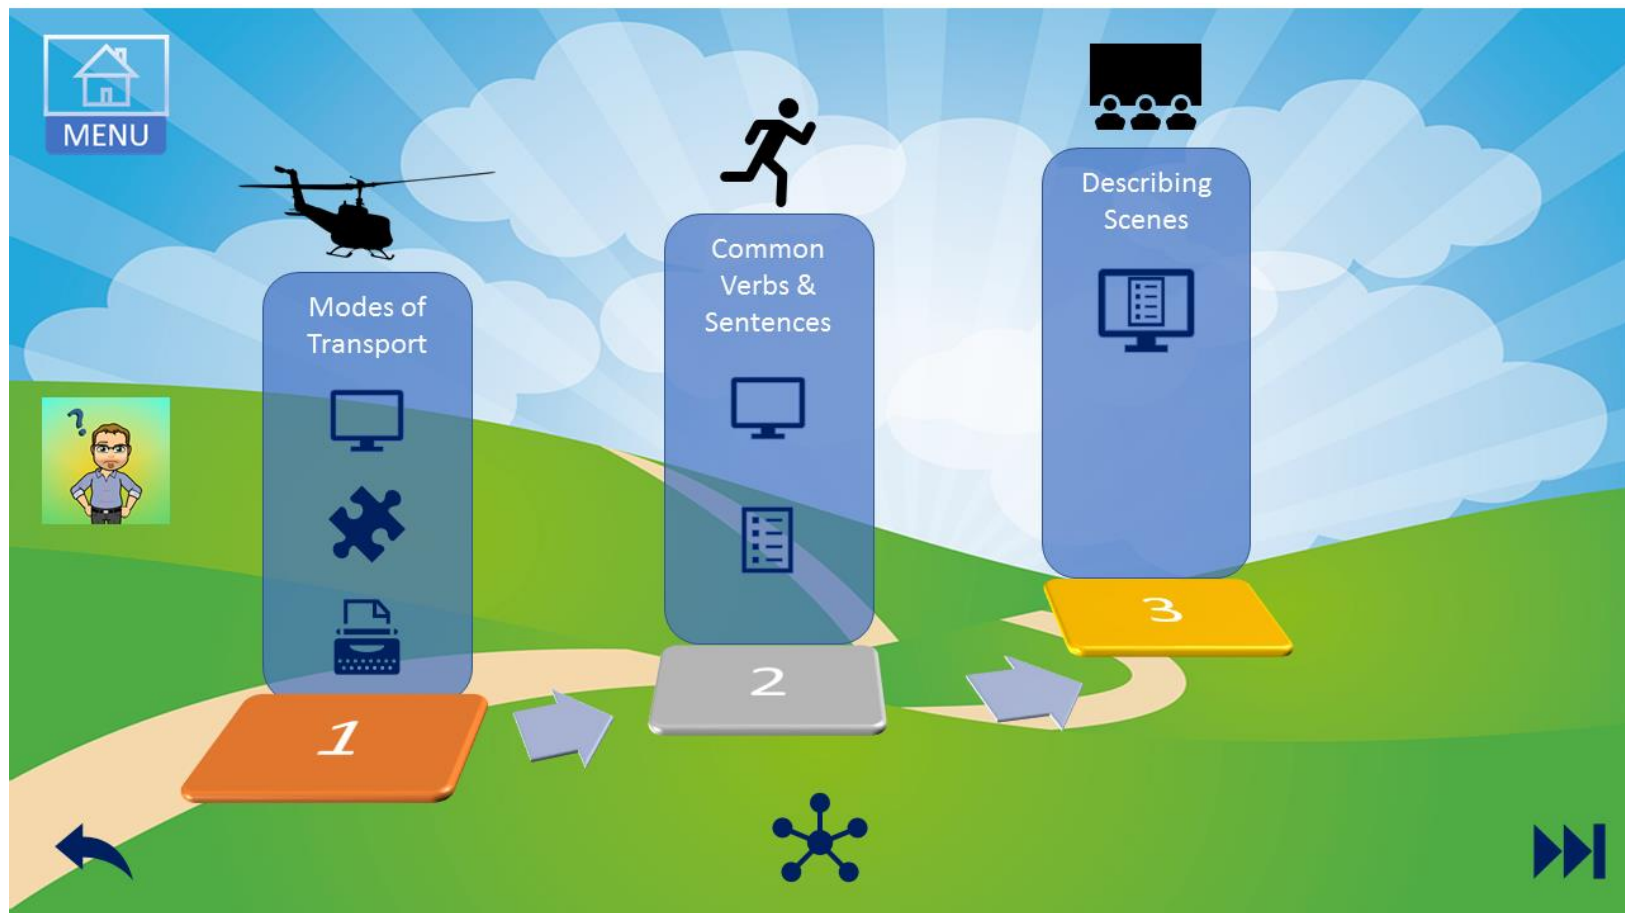 MENU
Modes of
Transport
1
Common
Verbs &
Sentences
2
Describing
Scenes
3
?